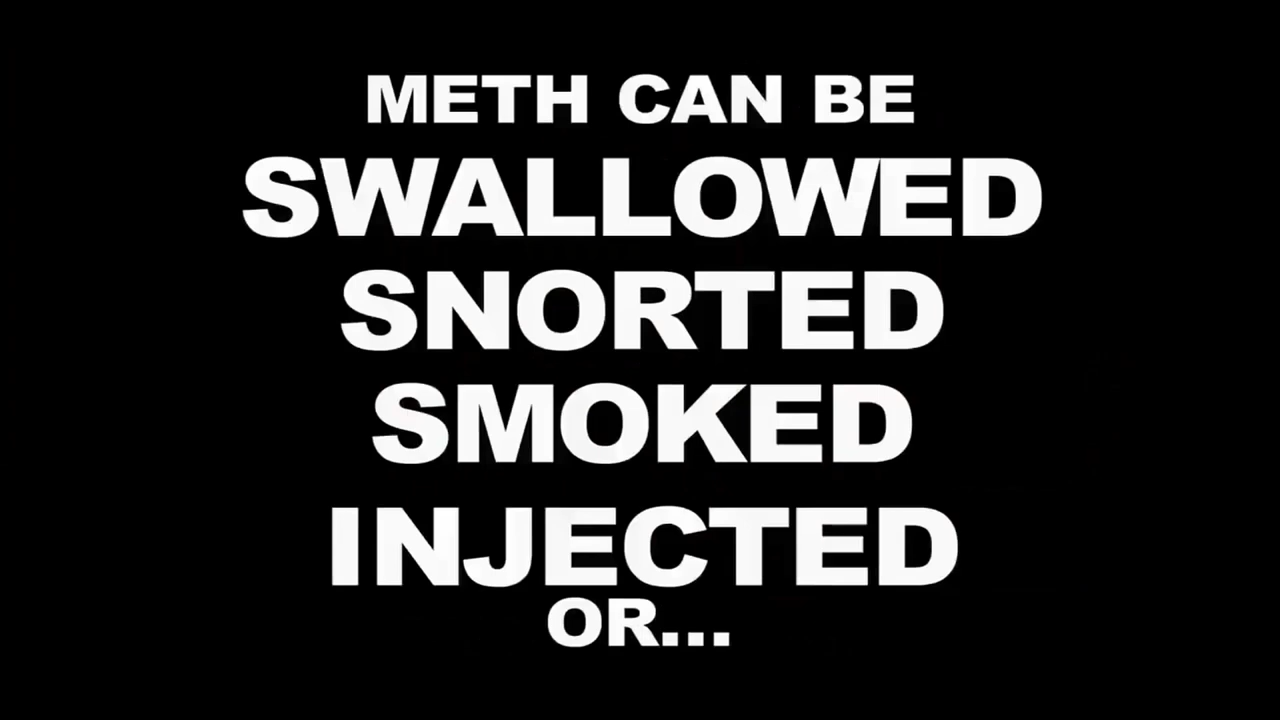 METH CAN BE
SWALLOWED
SNORTED
SMOKED
INJECTED
OR...